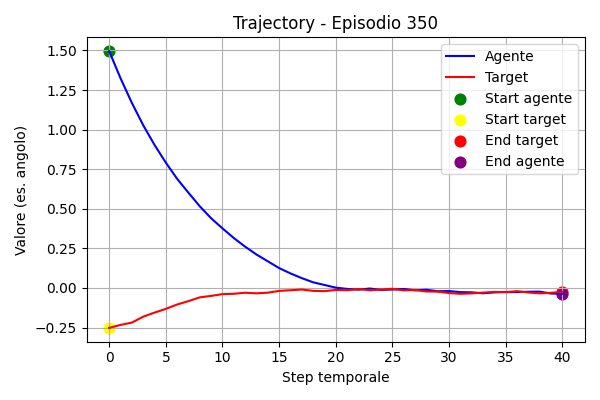 Trajectory - Episodio 350
Valore (es. angolo)
1.50
1.25
1.00
0.75
0.50
0.25
0.00
−0.25
0 5 10 15 20 25 30 35 40
Step temporale
Agente
Target
Start agente
Start target
End target
End agente